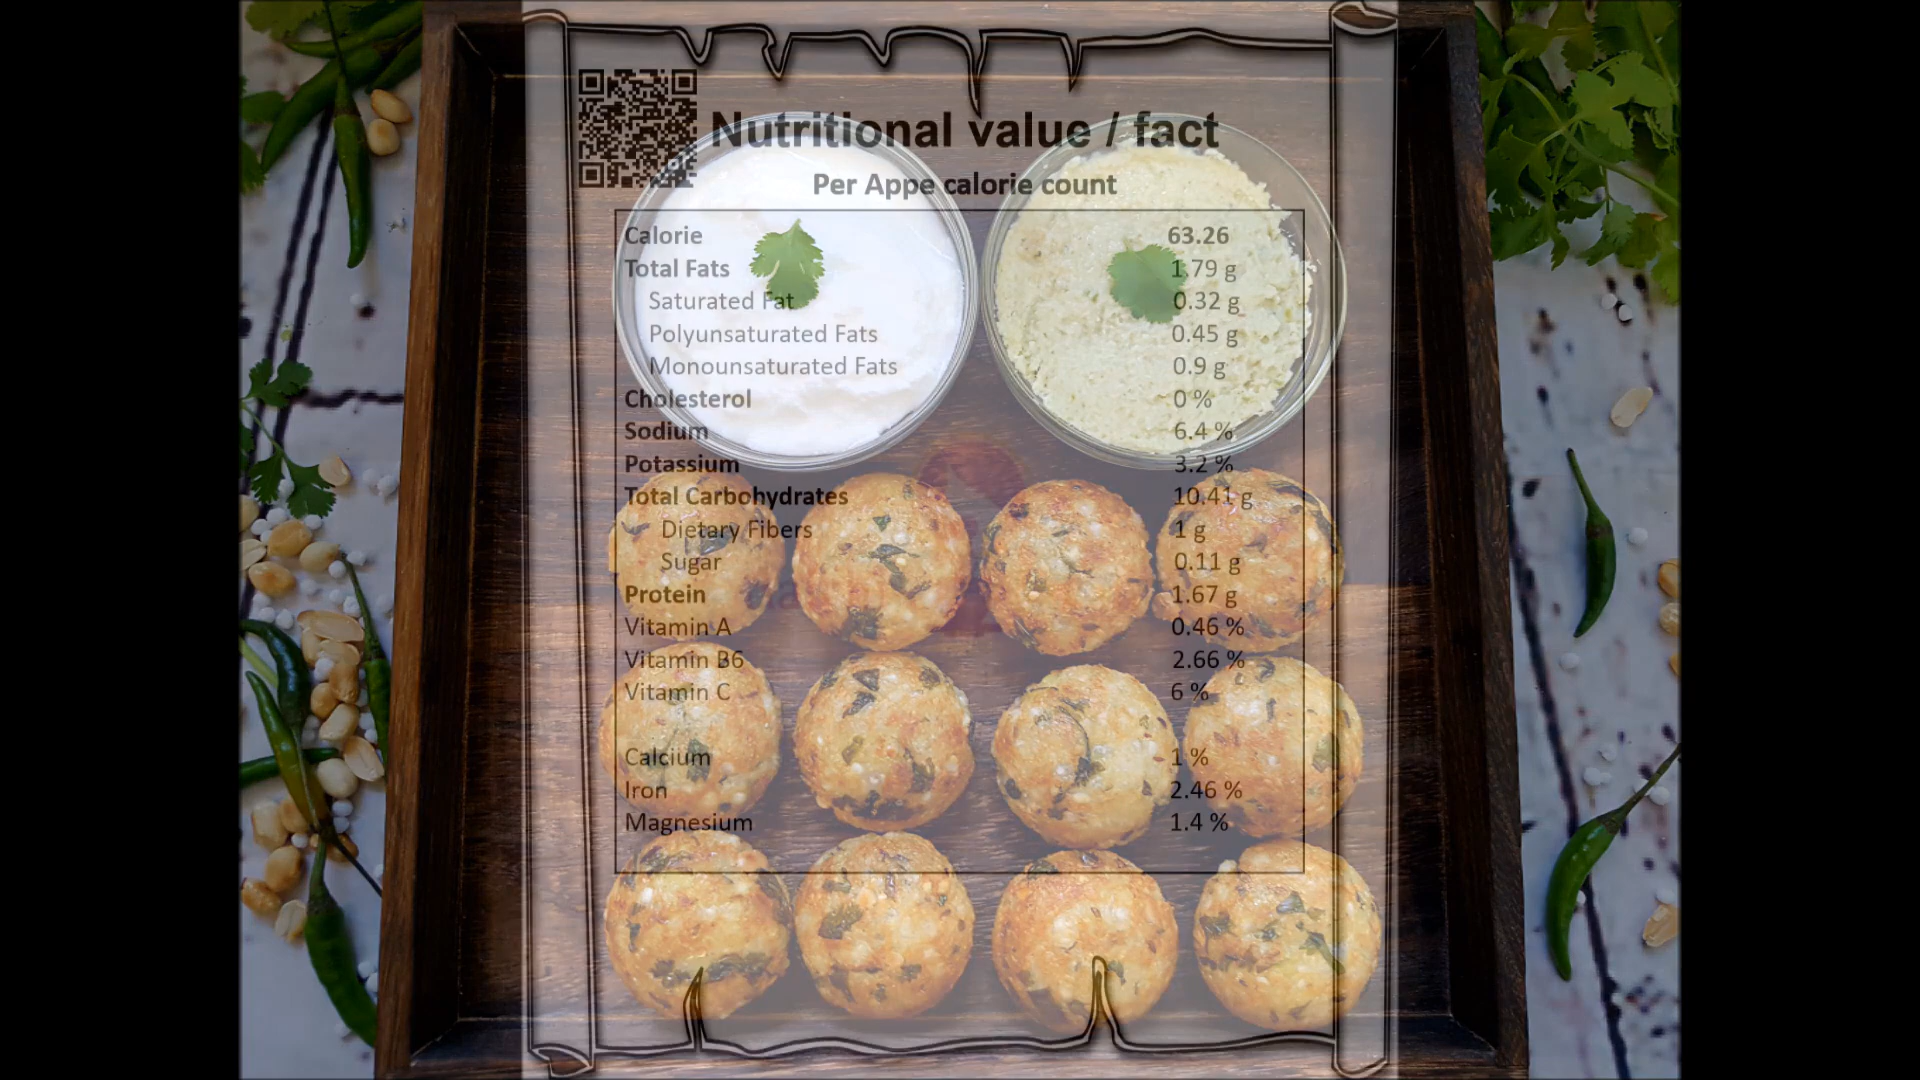 Nutritional value / fact
Per Appe calorie count
Calorie 63.26
Total Fats 1.79 g
Saturated Fat 0.32 g
Polyunsaturated Fats 0.45 g
Monounsaturated Fats 0.9 g
Cholesterol 0 %
Sodium 6.4 %
Potassium 3.2 %
Total Carbohydrates 10.41 g
Dietary Fibers 1 g
Sugar 0.11 g
Protein 1.67 g
Vitamin A 0.46 %
Vitamin B6 2.66 %
Vitamin C 6 %
Calcium 1 %
Iron 2.46 %
Magnesium 1.4 %